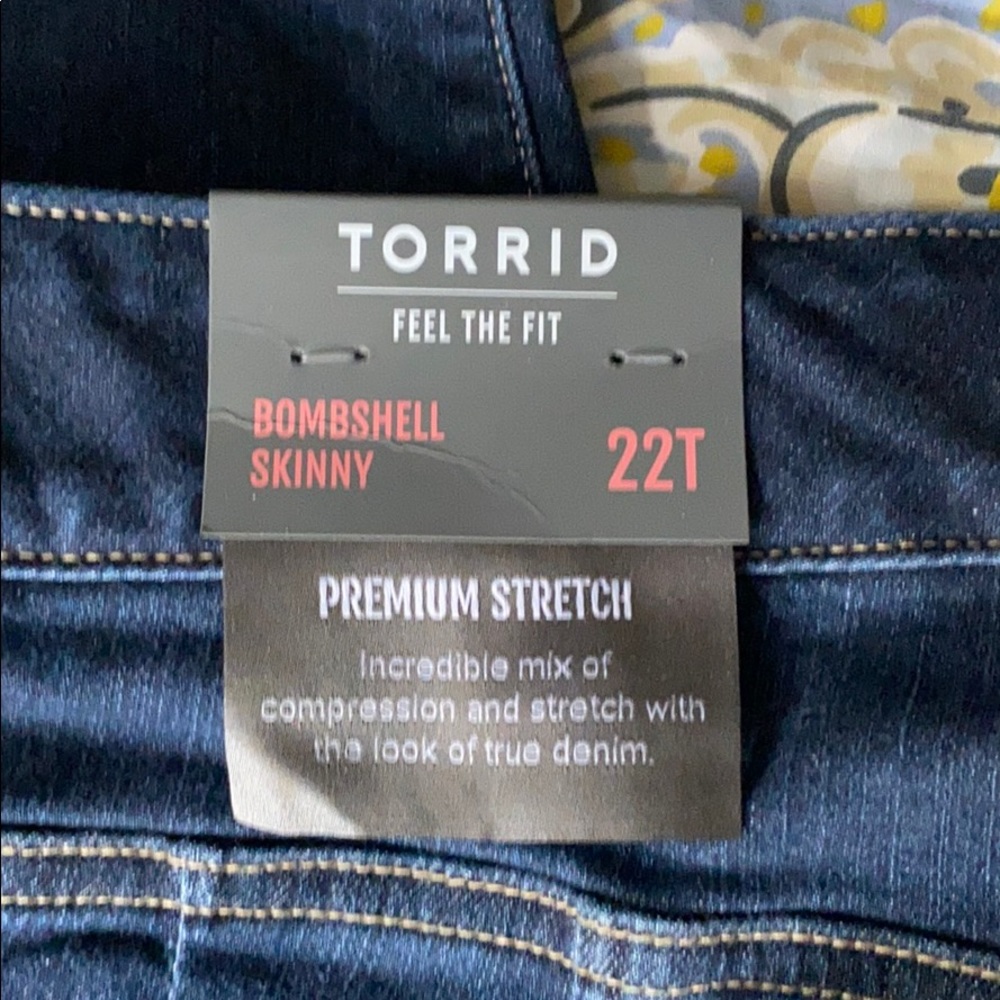 TORRID
FEEL THE FIT
BOMBSHELL
SKINNY
22T
PREMIUM STRETCH
Incredible mix of
compression and stretch with
the look of true denim.